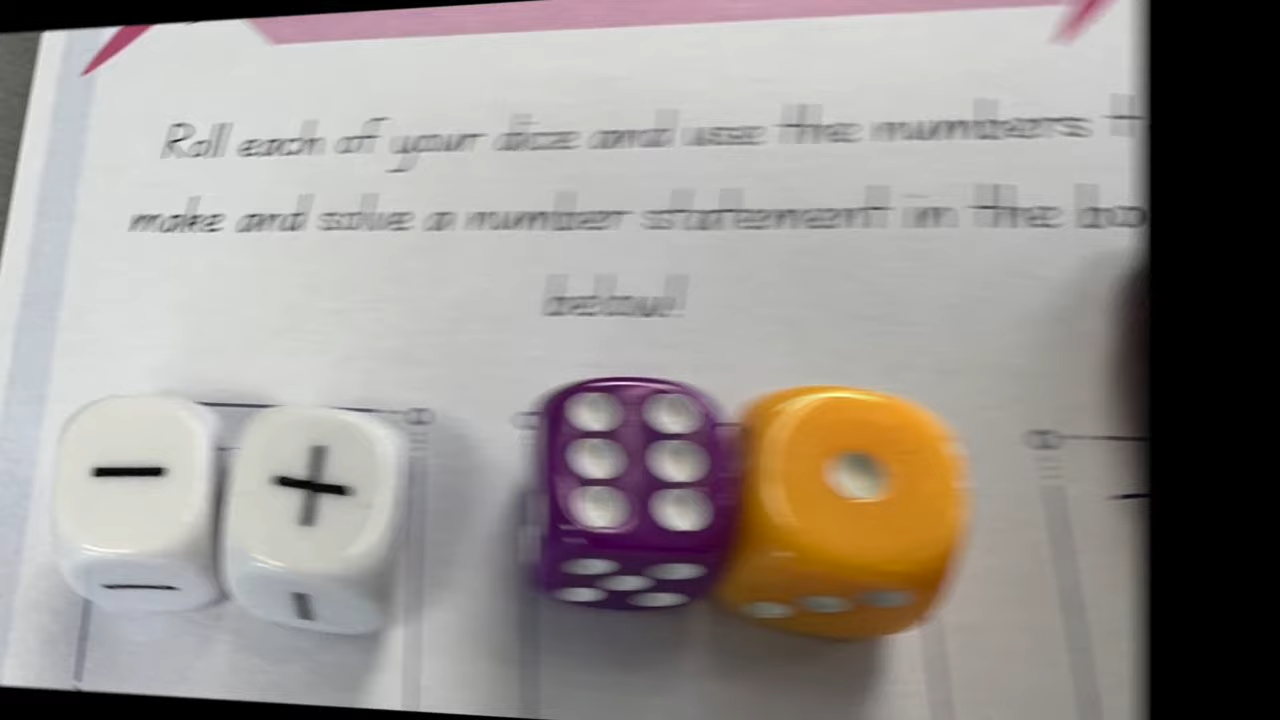 Roll each of your dice and use the numbers
make and solve a number statement in the
below!
− +